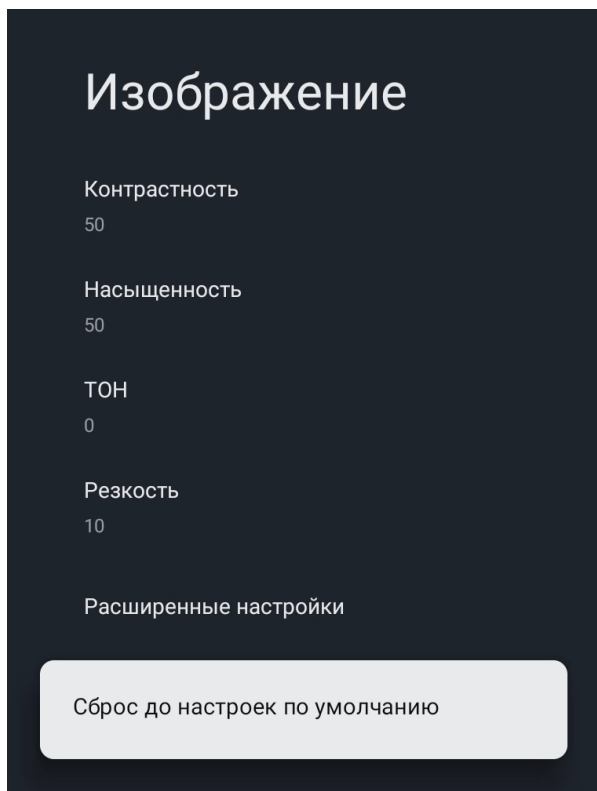 Изображение
Контрастность
50
Насыщенность
50
ТОН
0
Резкость
10
Расширенные настройки
Сброс до настроек по умолчанию